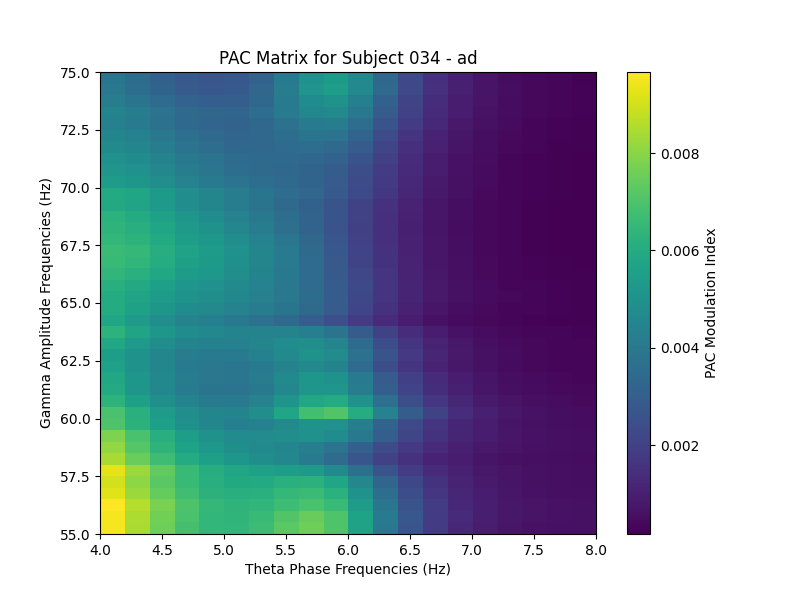 PAC Matrix for Subject 034 - ad
75.0
72.5
70.0
67.5
65.0
62.5
60.0
57.5
55.0
Gamma Amplitude Frequencies (Hz)
4.0 4.5 5.0 5.5 6.0 6.5 7.0 7.5 8.0
Theta Phase Frequencies (Hz)
0.008
0.006
0.004
0.002
PAC Modulation Index